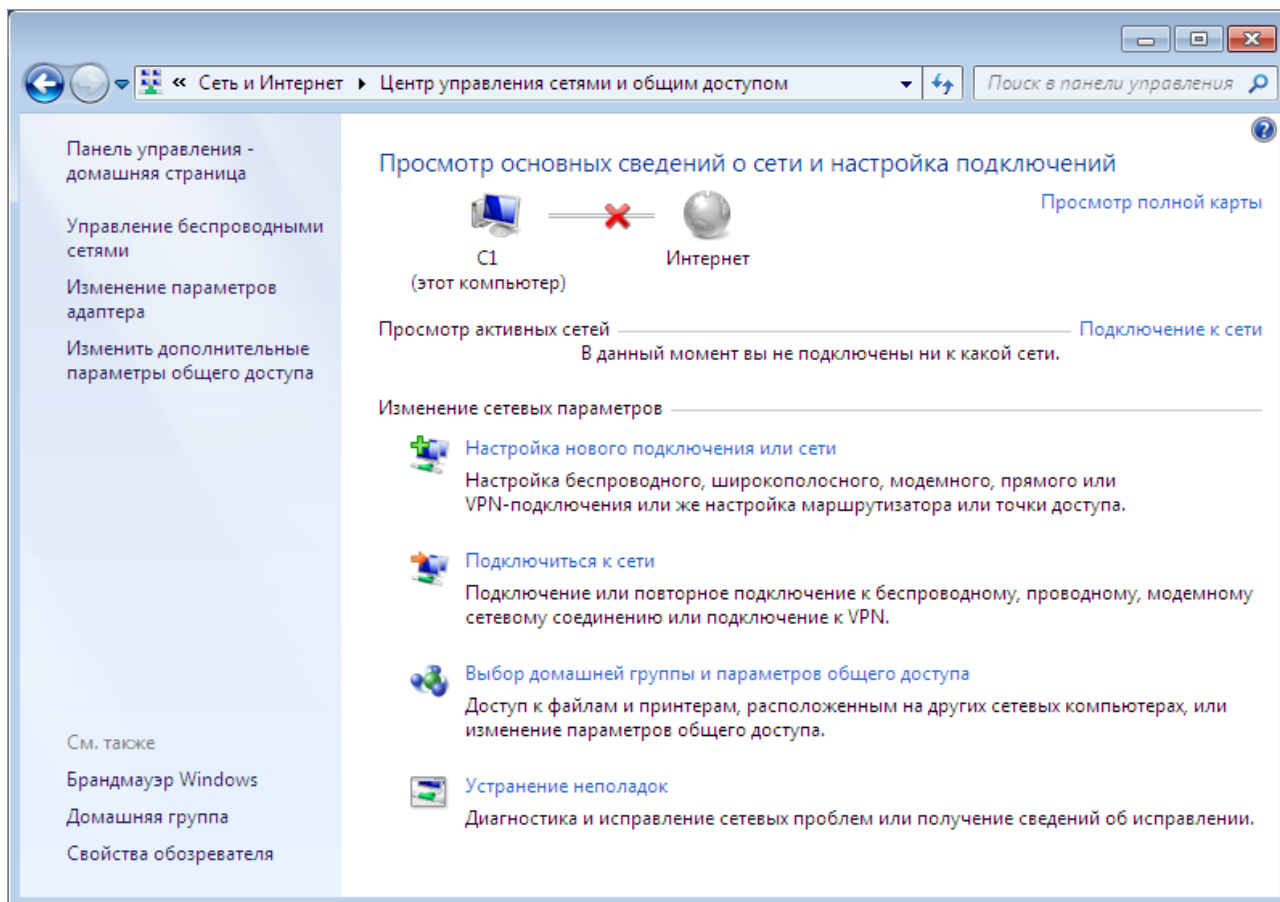 « Сеть и Интернет ▸ Центр управления сетями и общим доступом
Поиск в панели управления
Панель управления -
домашняя страница
Управление беспроводными
сетями
Изменение параметров
адаптера
Изменить дополнительные
параметры общего доступа
См. также
Брандмауэр Windows
Домашняя группа
Свойства обозревателя
Просмотр основных сведений о сети и настройка подключений
Просмотр полной карты
C1
(этот компьютер)
Интернет
Просмотр активных сетей
Подключение к сети
В данный момент вы не подключены ни к какой сети.
Изменение сетевых параметров
Настройка нового подключения или сети
Настройка беспроводного, широкополосного, модемного, прямого или
VPN-подключения или же настройка маршрутизатора или точки доступа.
Подключиться к сети
Подключение или повторное подключение к беспроводному, проводному, модемному
сетевому соединению или подключение к VPN.
Выбор домашней группы и параметров общего доступа
Доступ к файлам и принтерам, расположенным на других сетевых компьютерах, или
изменение параметров общего доступа.
Устранение неполадок
Диагностика и исправление сетевых проблем или получение сведений об исправлении.